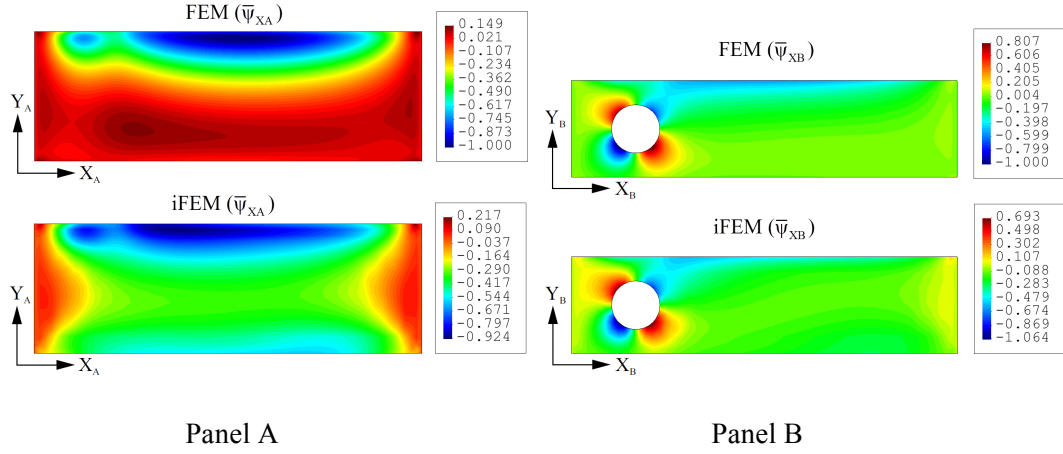 FEM (ψ̅XA)
0.149
0.021
-0.107
-0.234
-0.362
-0.490
-0.617
-0.745
-0.873
-1.000
YA
XA
iFEM (ψ̅XA)
0.217
0.090
-0.037
-0.164
-0.290
-0.417
-0.544
-0.671
-0.797
-0.924
YA
XA
Panel A
FEM (ψ̅XB)
0.807
0.606
0.405
0.204
0.004
-0.197
-0.398
-0.599
-0.799
-1.000
YB
XB
iFEM (ψ̅XB)
0.693
0.498
0.302
0.107
-0.088
-0.283
-0.479
-0.674
-0.869
-1.064
YB
XB
Panel B